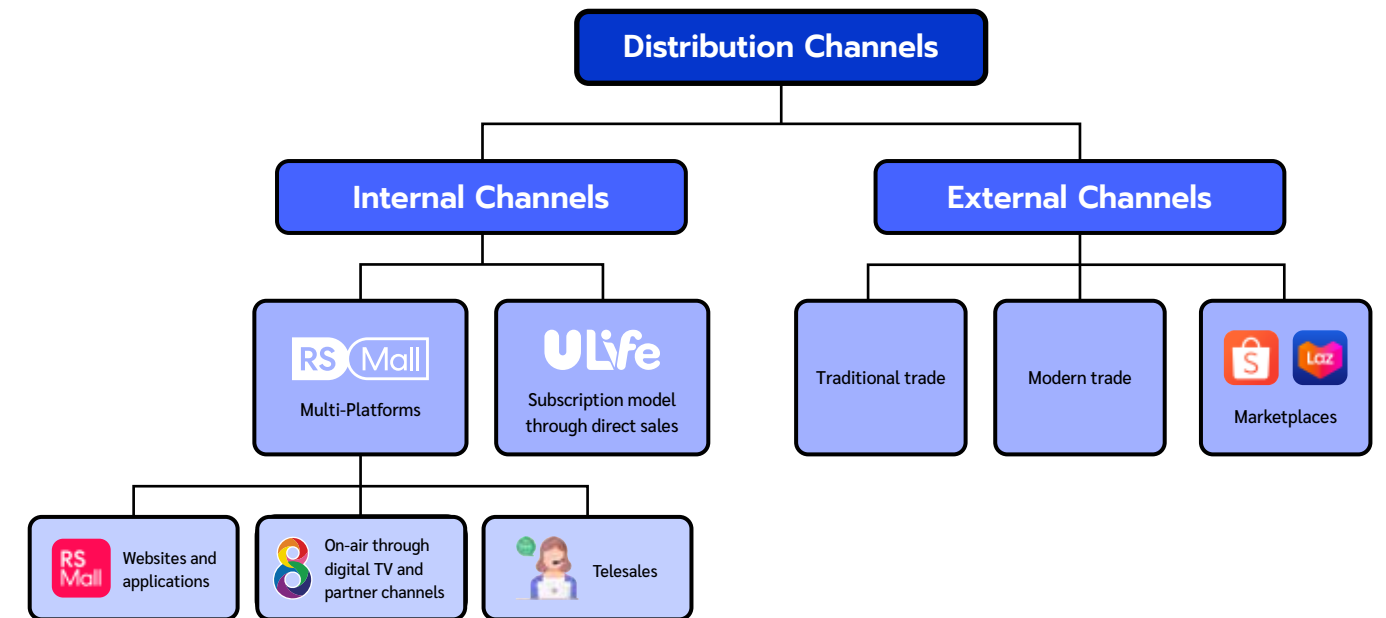 Distribution Channels
Internal Channels
External Channels
RS Mall
Multi-Platforms
ULife
Subscription model
through direct sales
Traditional trade
Modern trade
S
Laz
Marketplaces
RS
Mall
Websites and
applications
8
On-air through
digital TV and
partner channels
Telesales